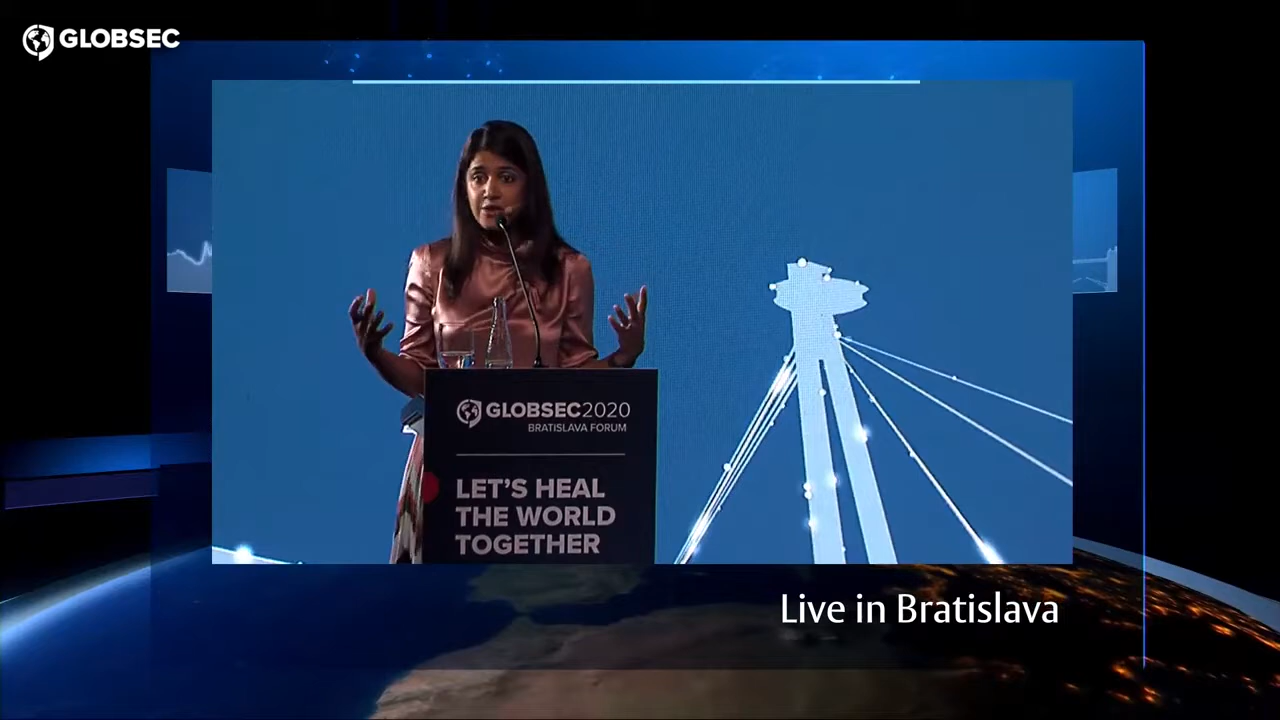 GLOBSEC
GLOBSEC2020
BRATISLAVA FORUM
LET'S HEAL
THE WORLD
TOGETHER
Live in Bratislava